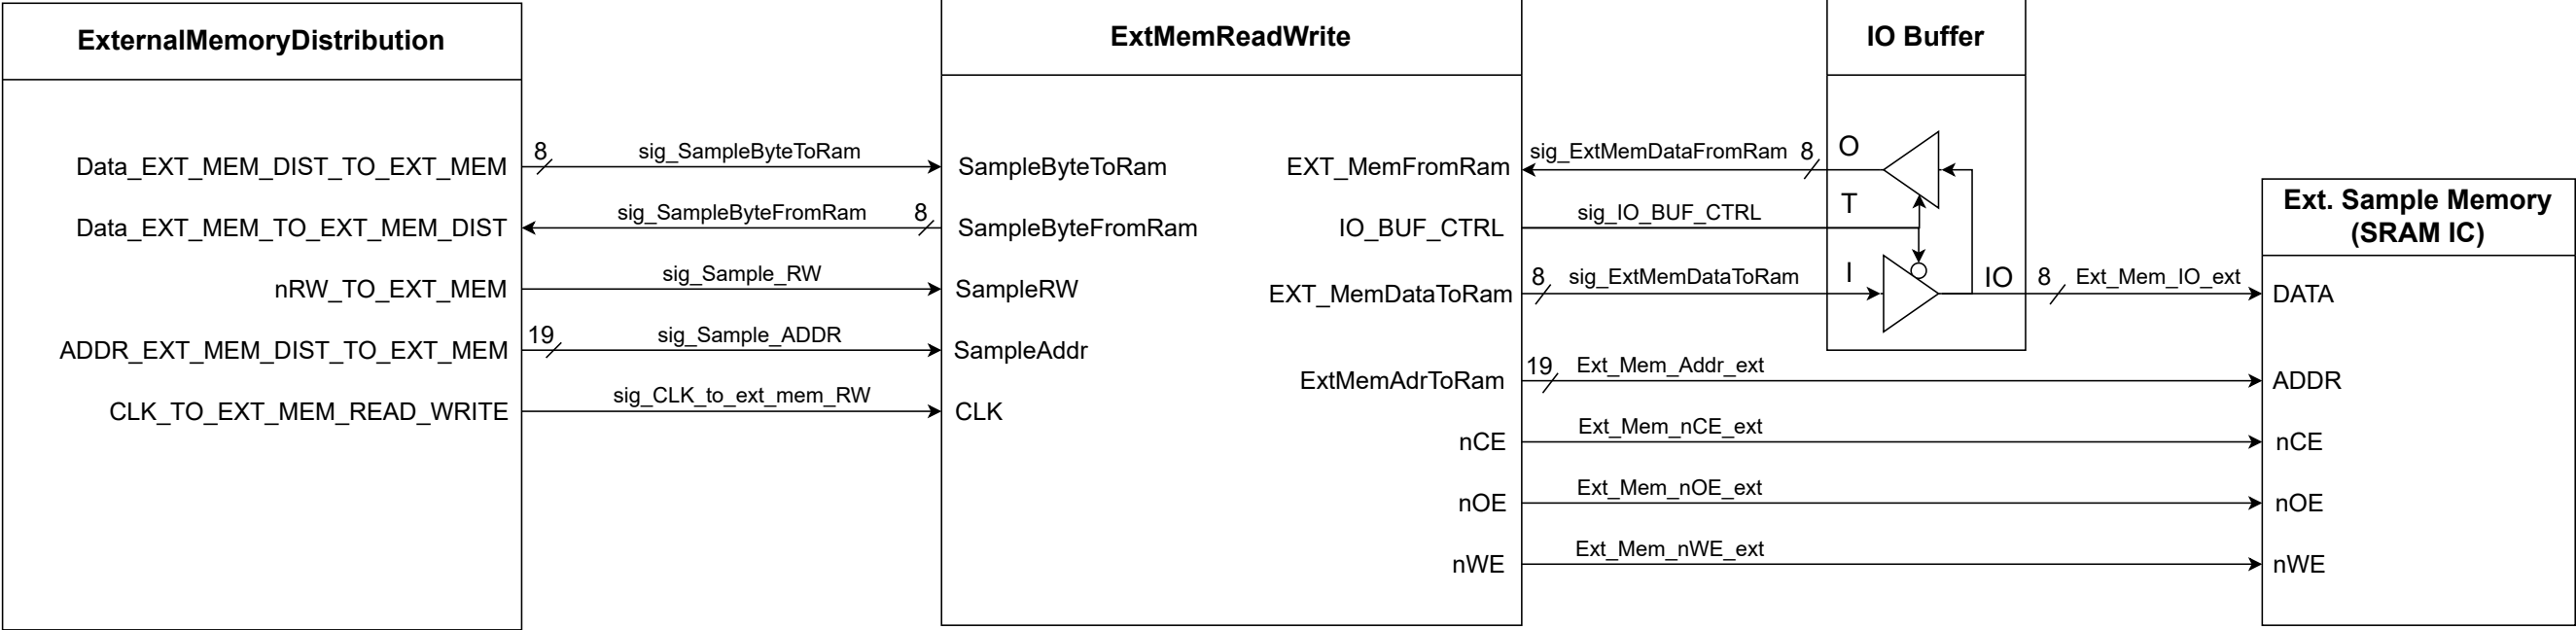 ExternalMemoryDistribution
Data_EXT_MEM_DIST_TO_EXT_MEM
Data_EXT_MEM_TO_EXT_MEM_DIST
nRW_TO_EXT_MEM
ADDR_EXT_MEM_DIST_TO_EXT_MEM
CLK_TO_EXT_MEM_READ_WRITE
8 sig_SampleByteToRam
sig_SampleByteFromRam 8
sig_Sample_RW
19 sig_Sample_ADDR
sig_CLK_to_ext_mem_RW
ExtMemReadWrite
SampleByteToRam
SampleByteFromRam
SampleRW
SampleAddr
CLK
EXT_MemFromRam
IO_BUF_CTRL
EXT_MemDataToRam
ExtMemAdrToRam
nCE
nOE
nWE
sig_ExtMemDataFromRam 8
sig_IO_BUF_CTRL
8 sig_ExtMemDataToRam
19 Ext_Mem_Addr_ext
Ext_Mem_nCE_ext
Ext_Mem_nOE_ext
Ext_Mem_nWE_ext
IO Buffer
O
T
I
IO
8 Ext_Mem_IO_ext
Ext. Sample Memory
(SRAM IC)
DATA
ADDR
nCE
nOE
nWE